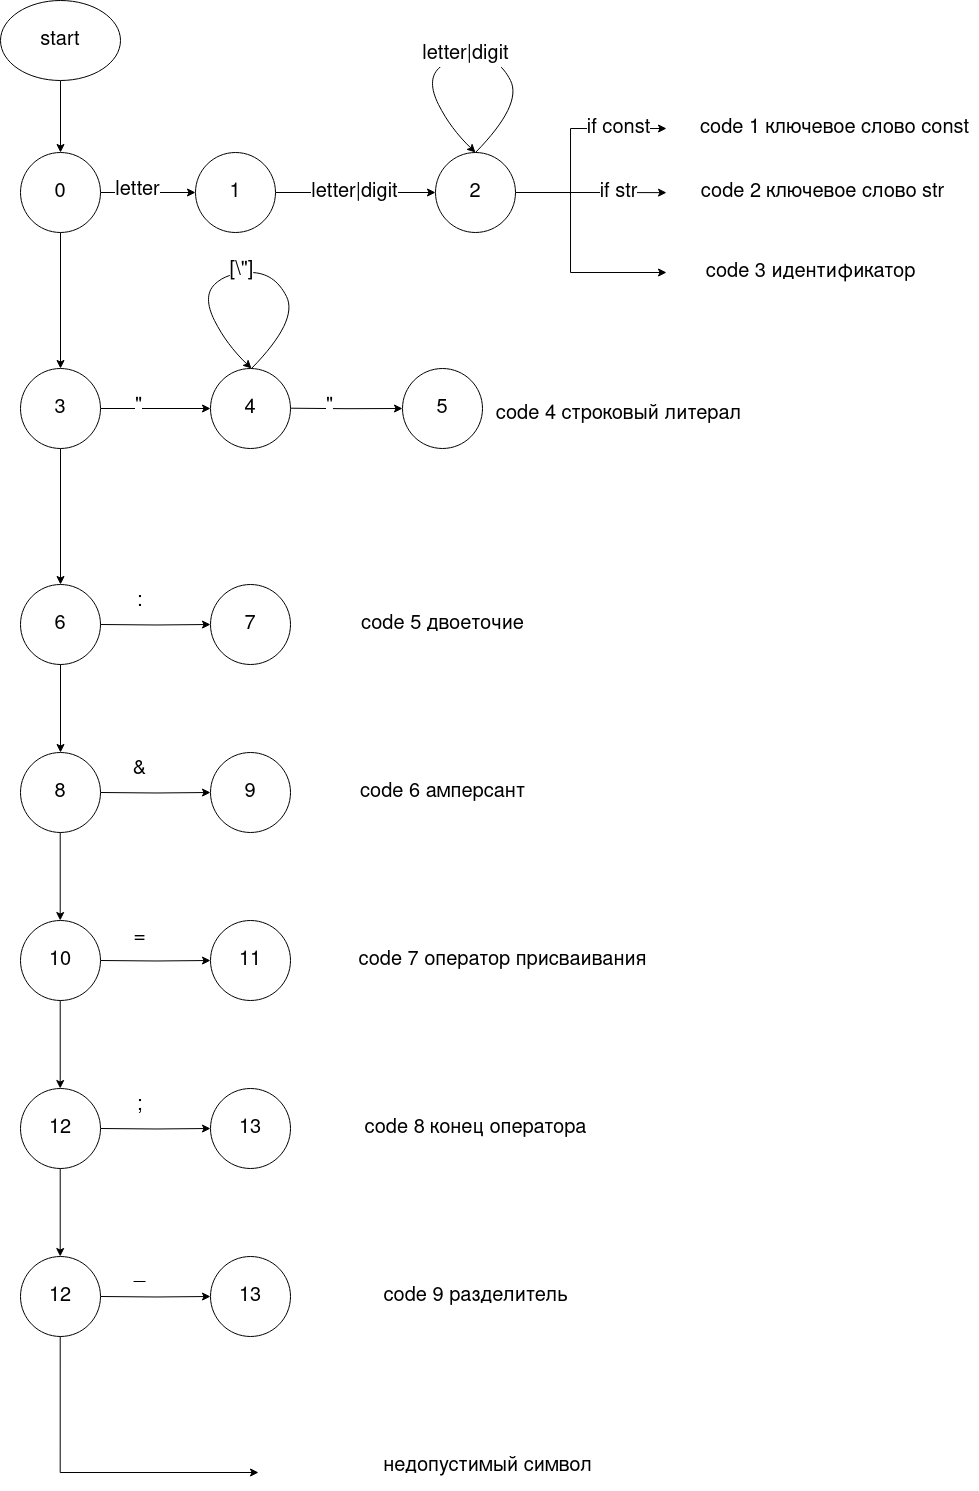 start
letter|digit
if const
code 1 ключевое слово const
0
letter
1
letter|digit
2
if str
code 2 ключевое слово str
[\"]
code 3 идентификатор
3
"
4
"
5
code 4 строковый литерал
:
6
7
code 5 двоеточие
&
8
9
code 6 амперсант
=
10
11
code 7 оператор присваивания
;
12
13
code 8 конец оператора
_
12
13
code 9 разделитель
недопустимый символ